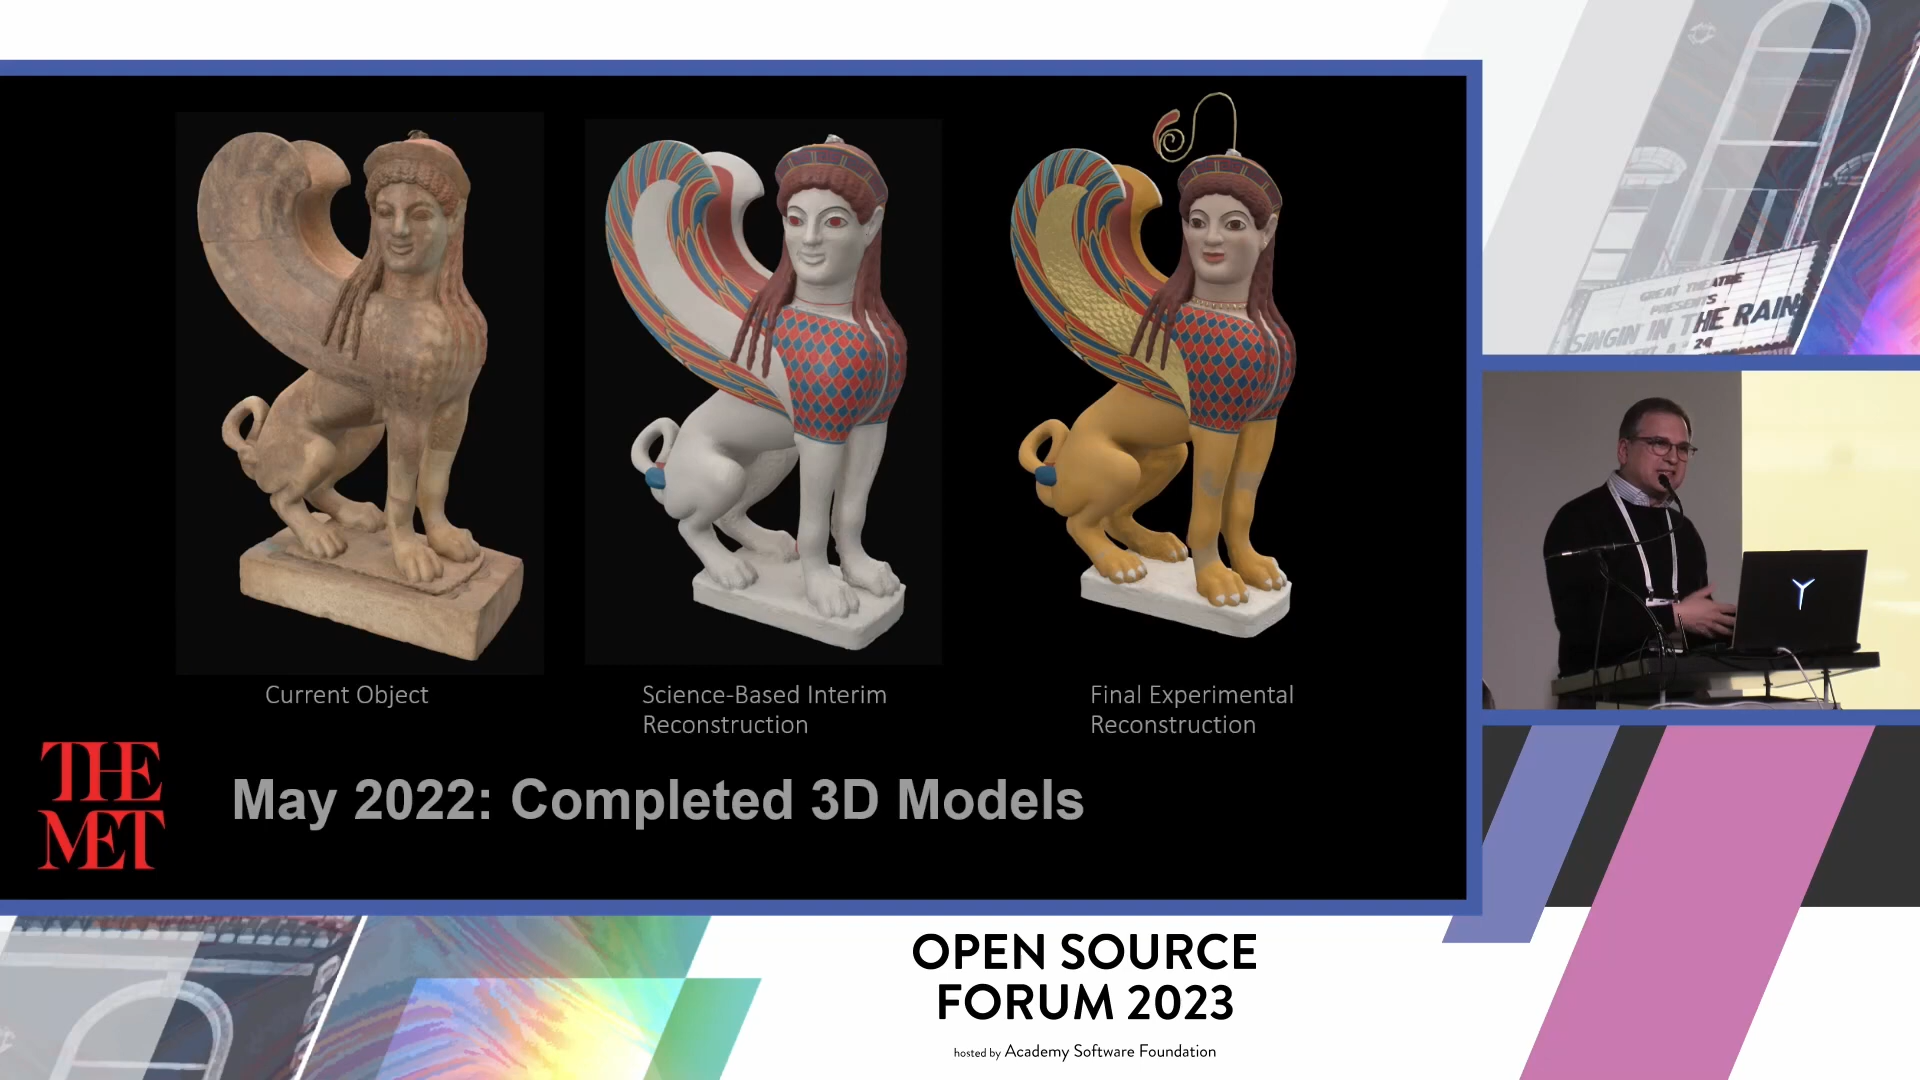 Current Object
Science-Based Interim
Reconstruction
Final Experimental
Reconstruction
THE
MET
May 2022: Completed 3D Models
GREAT THEATRE
PRESENTS
SINGIN' IN THE RAIN
24
OPEN SOURCE
FORUM 2023
hosted by Academy Software Foundation